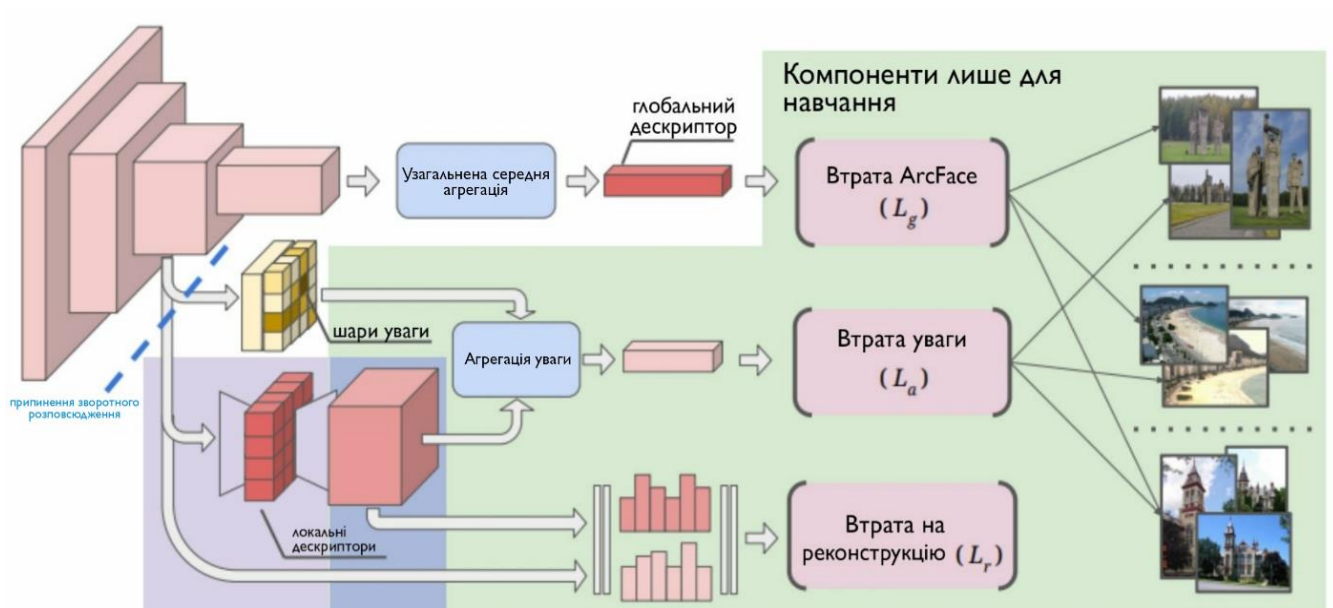 Компоненти лише для
навчання
глобальний
дескриптор
Узагальнена середня
агрегація
Втрата ArcFace
(L_g)
шари уваги
Агрегація уваги
Втрата уваги
(L_a)
припинення зворотного
розповсюдження
локальні
дескриптори
Втрата на
реконструкцію (L_r)